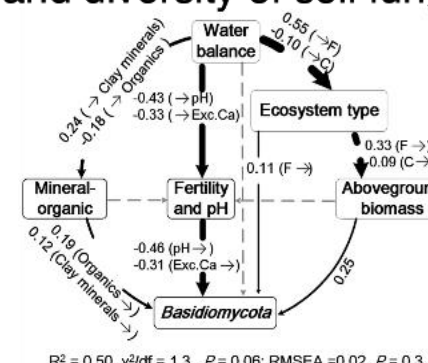 and diversity of soil fun
Water
balance
0.55 (→F)
-0.10 (→C)
0.24 ( → Clay minerals)
-0.18 ( → Organics )
-0.43 (→pH)
-0.33 (→Exc.Ca)
Ecosystem type
0.33 (F →)
0.09 (C→
0.11 (F →)
Mineral-
organic
Fertility
and pH
Abovegroun
biomass
-0.46 (pH→ )
-0.31 (Exc.Ca →)
0.19 (Organics →)
0.12 (Clay minerals →)
0.25
Basidiomycota
R² = 0.50, χ²/df = 1.3, P = 0.06; RMSEA =0.02, P = 0.3